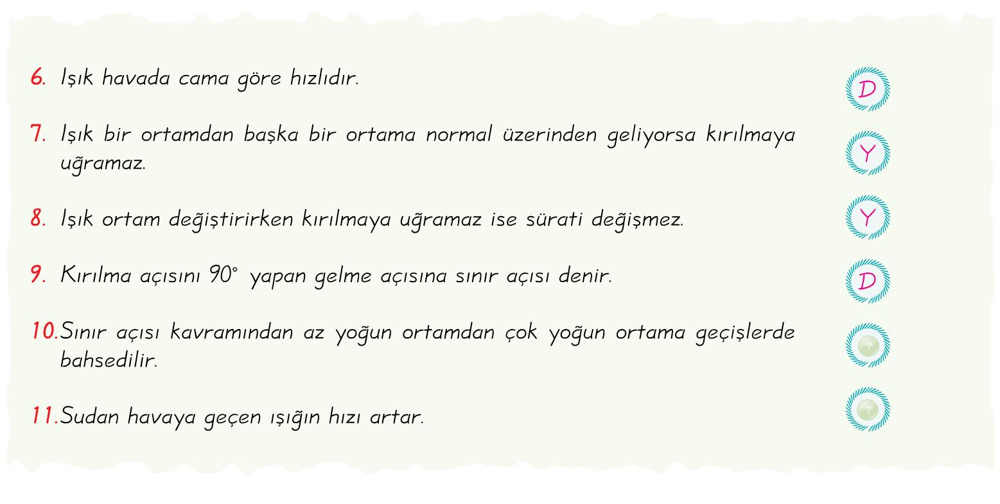 6. Işık havada cama göre hızlıdır.
D
7. Işık bir ortamdan başka bir ortama normal üzerinden geliyorsa kırılmaya
uğramaz.
Y
8. Işık ortam değiştirirken kırılmaya uğramaz ise sürati değişmez.
Y
9. Kırılma açısını 90° yapan gelme açısına sınır açısı denir.
D
10. Sınır açısı kavramından az yoğun ortamdan çok yoğun ortama geçişlerde
bahsedilir.
?
11. Sudan havaya geçen ışığın hızı artar.
?